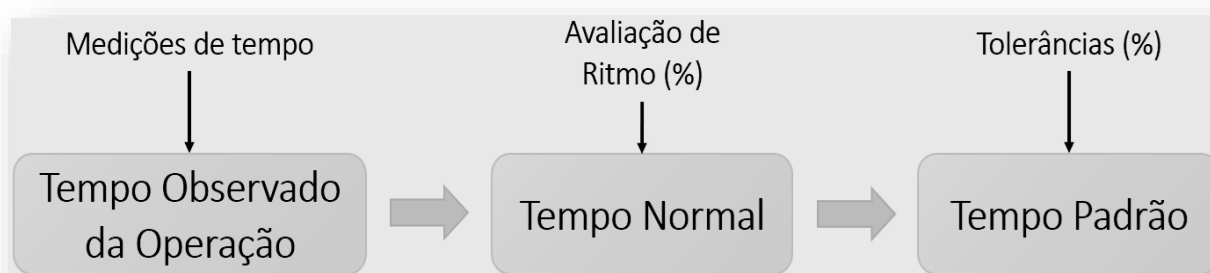 Medições de tempo
Avaliação de
Ritmo (%)
Tolerâncias (%)
Tempo Observado
da Operação
Tempo Normal
Tempo Padrão